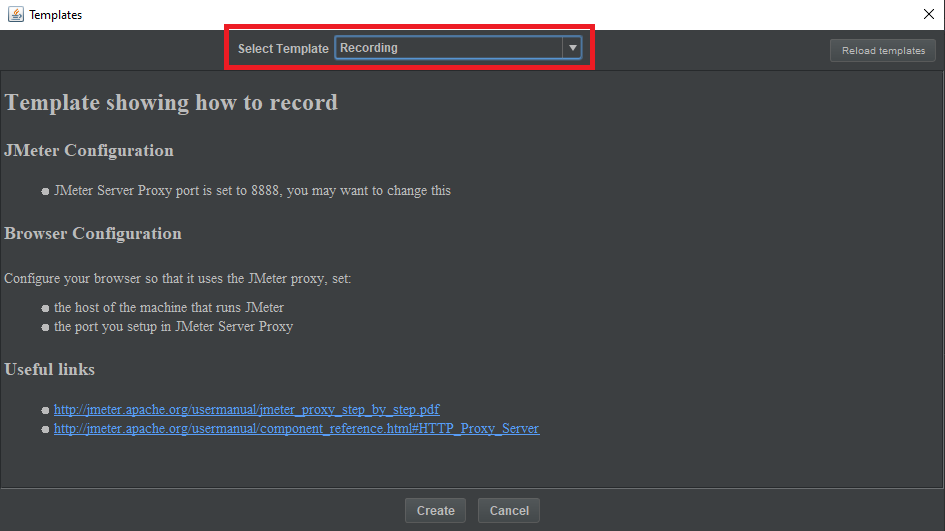 Templates
Select Template Recording Reload templates
Template showing how to record
JMeter Configuration
JMeter Server Proxy port is set to 8888, you may want to change this
Browser Configuration
Configure your browser so that it uses the JMeter proxy, set:
the host of the machine that runs JMeter
the port you setup in JMeter Server Proxy
Useful links
http://jmeter.apache.org/usermanual/jmeter_proxy_step_by_step.pdf
http://jmeter.apache.org/usermanual/component_reference.html#HTTP_Proxy_Server
Create Cancel